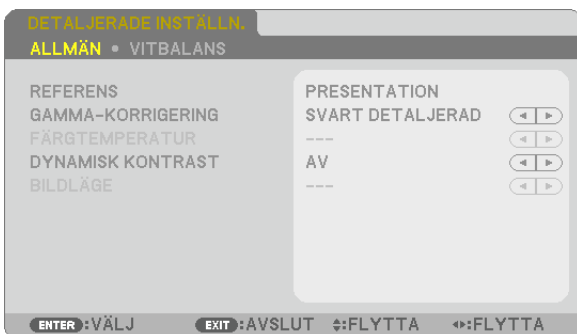 DETALJERADE INSTÄLLN.
ALLMÄN • VITBALANS
REFERENS PRESENTATION
GAMMA-KORRIGERING SVART DETALJERAD
FÄRGTEMPERATUR ---
DYNAMISK KONTRAST AV
BILDLÄGE ---
ENTER:VÄLJ EXIT:AVSLUT :FLYTTA :FLYTTA